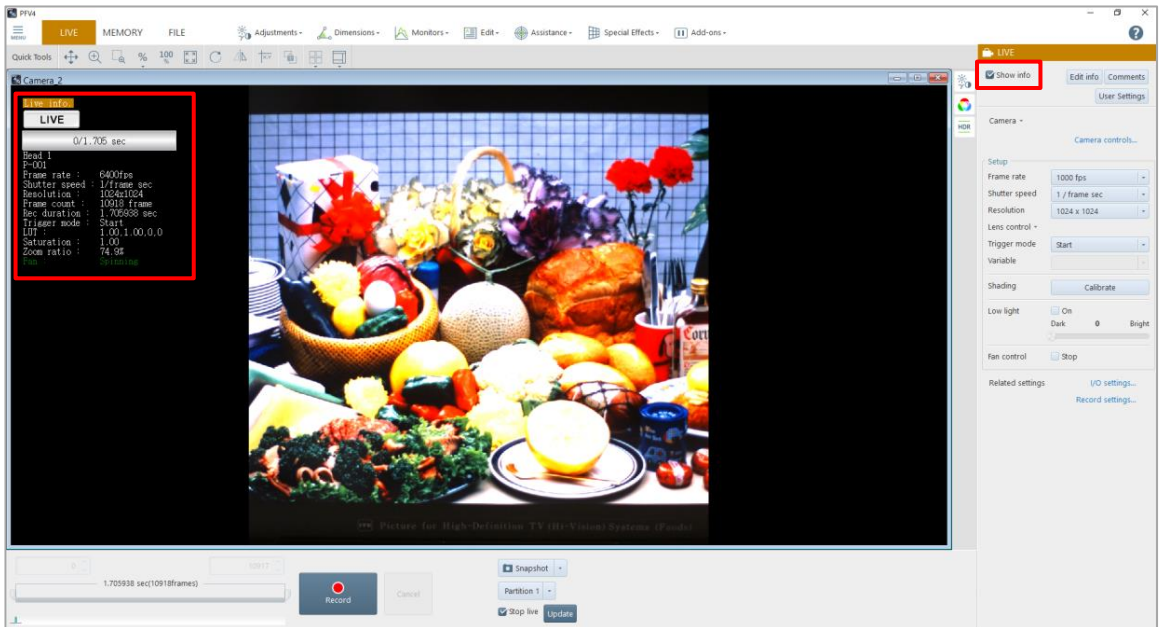 PFV4
MENU
LIVE
MEMORY
FILE
Adjustments
Dimensions
Monitors
Edit
Assistance
Special Effects
Add-ons
?
Quick Tools
%
100 %
LIVE
Camera_2
Show info
Edit info
Comments
User Settings
Live info.
LIVE
0/1.705 sec
Head 1
P-001
Frame rate : 6400fps
Shutter speed : 1/frame sec
Resolution : 1024x1024
Frame count : 10918 frame
Rec duration : 1.705938 sec
Trigger mode : Start
LUT : 1.00,1.00,0,0
Saturation : 1.00
Zoom ratio : 74.9%
Fan : Spinning
HDR
Camera
Camera controls...
Setup
Frame rate 1000 fps
Shutter speed 1 / frame sec
Resolution 1024 x 1024
Lens control
Trigger mode Start
Variable
Shading Calibrate
Low light On
Dark 0 Bright
Fan control Stop
Related settings I/O settings...
Record settings...
Picture for High-Definition TV (Hi-Vision) Systems (Foods)
0
10917
1.705938 sec(10918frames)
Record
Cancel
Snapshot
Partition 1
Stop live
Update